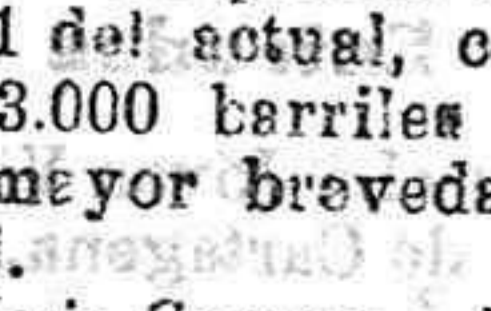 1 del actual, c
3.000 barriles
mayor breveda
.